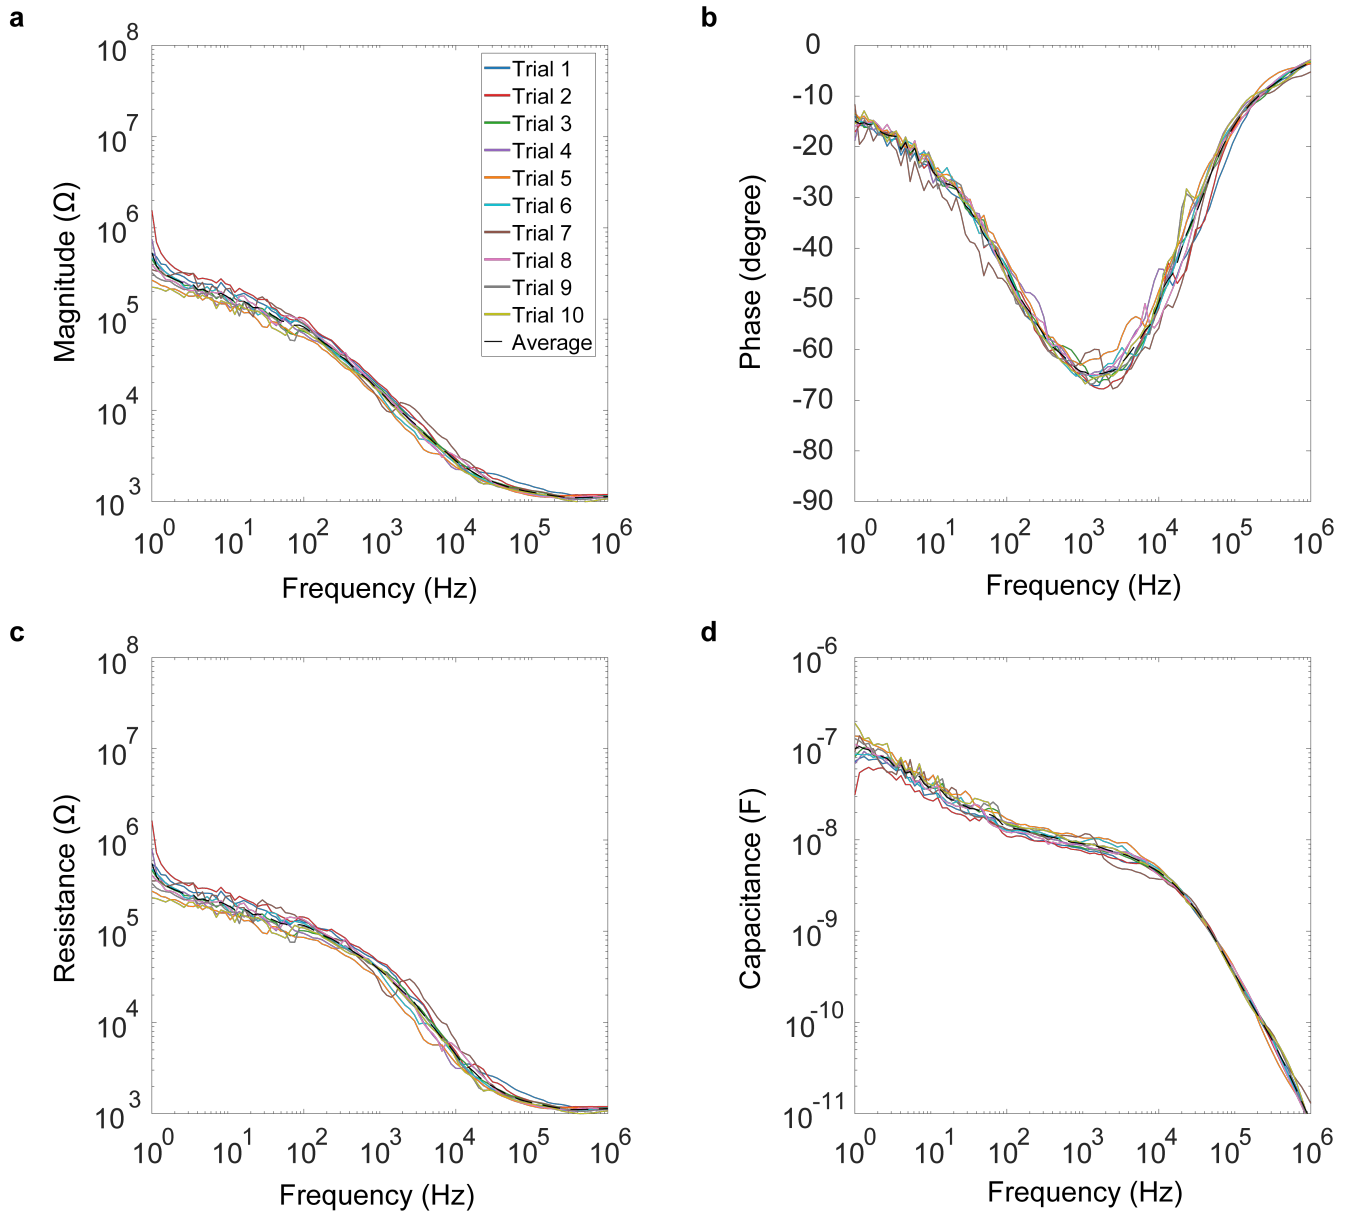 a
10^8
10^7
10^6
10^5
10^4
10^3
Magnitude (Ω)
Trial 1
Trial 2
Trial 3
Trial 4
Trial 5
Trial 6
Trial 7
Trial 8
Trial 9
Trial 10
Average
10^0 10^1 10^2 10^3 10^4 10^5 10^6
Frequency (Hz)
b
0
-10
-20
-30
-40
-50
-60
-70
-80
-90
Phase (degree)
10^0 10^1 10^2 10^3 10^4 10^5 10^6
Frequency (Hz)
c
10^8
10^7
10^6
10^5
10^4
10^3
Resistance (Ω)
10^0 10^1 10^2 10^3 10^4 10^5 10^6
Frequency (Hz)
d
10^-6
10^-7
10^-8
10^-9
10^-10
10^-11
Capacitance (F)
10^0 10^1 10^2 10^3 10^4 10^5 10^6
Frequency (Hz)